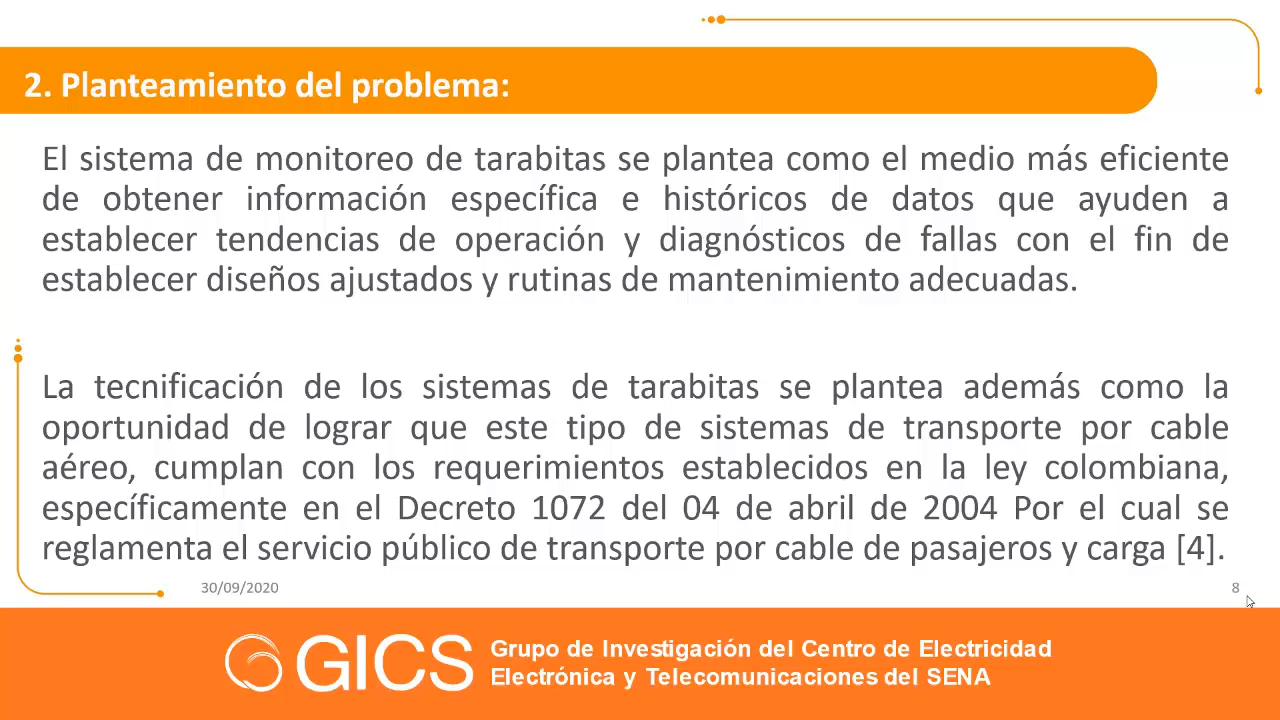 2. Planteamiento del problema:
El sistema de monitoreo de tarabitas se plantea como el medio más eficiente
de obtener información específica e históricos de datos que ayuden a
establecer tendencias de operación y diagnósticos de fallas con el fin de
establecer diseños ajustados y rutinas de mantenimiento adecuadas.
La tecnificación de los sistemas de tarabitas se plantea además como la
oportunidad de lograr que este tipo de sistemas de transporte por cable
aéreo, cumplan con los requerimientos establecidos en la ley colombiana,
específicamente en el Decreto 1072 del 04 de abril de 2004 Por el cual se
reglamenta el servicio público de transporte por cable de pasajeros y carga [4].
30/09/2020
8
GICS
Grupo de Investigación del Centro de Electricidad
Electrónica y Telecomunicaciones del SENA